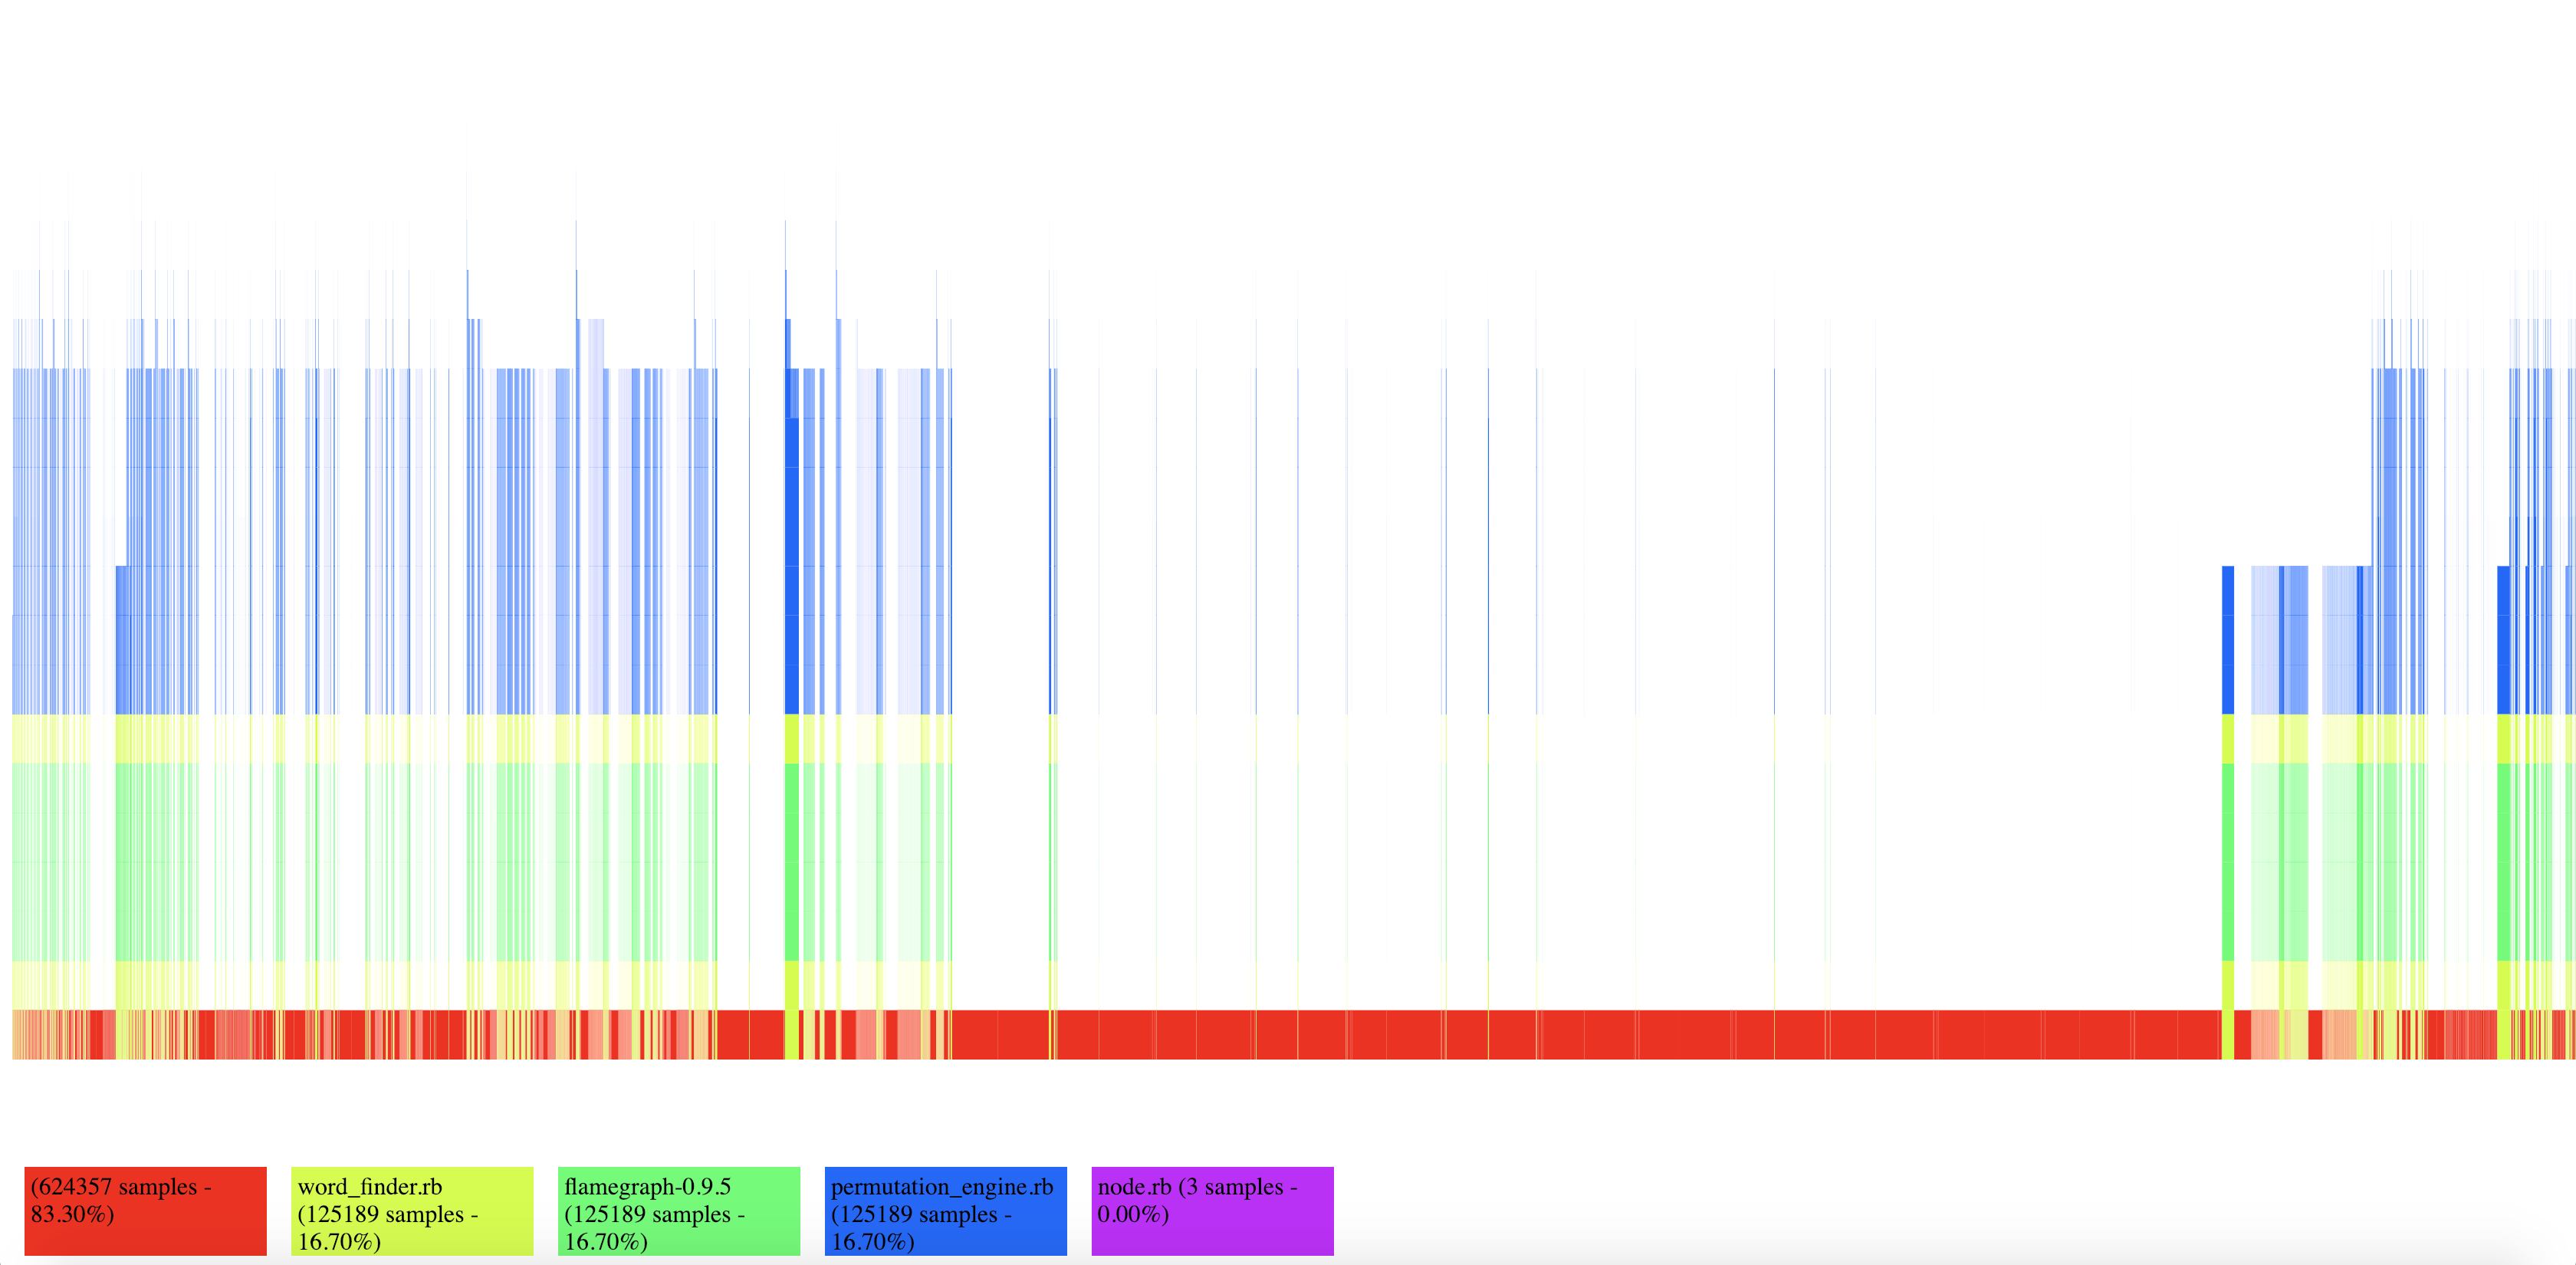 (624357 samples -
83.30%)
word_finder.rb
(125189 samples -
16.70%)
flamegraph-0.9.5
(125189 samples -
16.70%)
permutation_engine.rb
(125189 samples -
16.70%)
node.rb (3 samples -
0.00%)